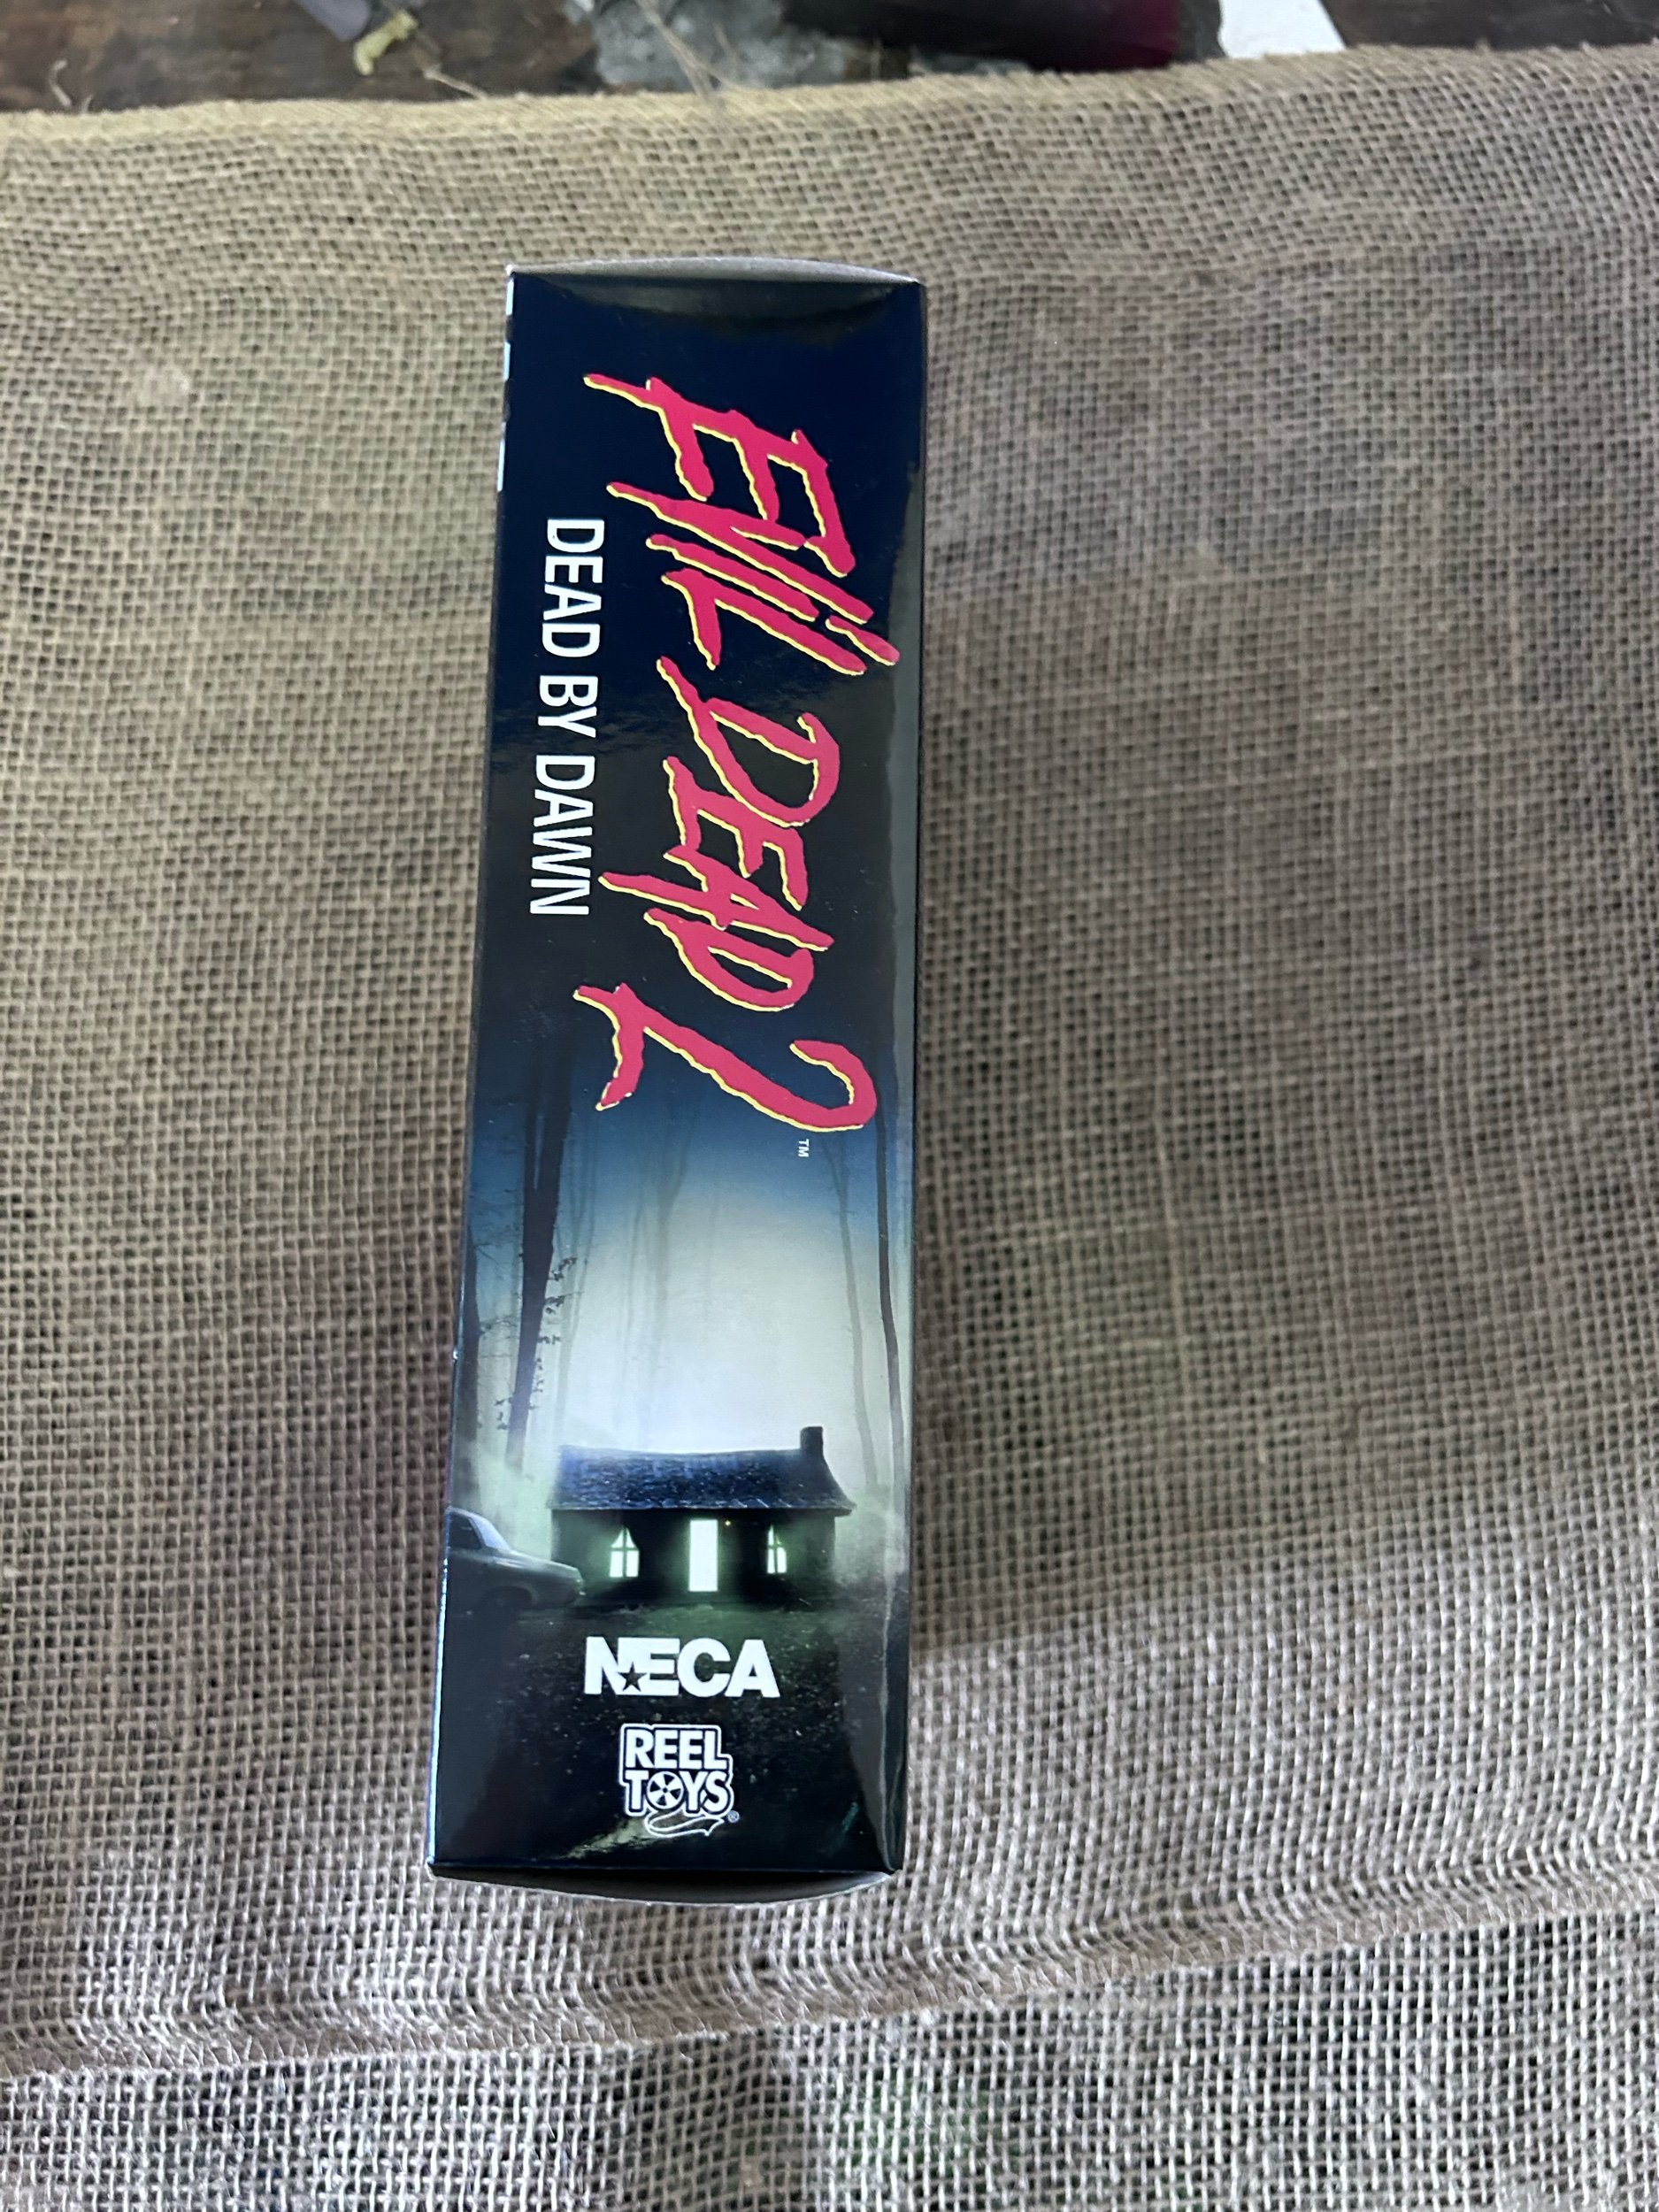 EVIL DEAD 2™
DEAD BY DAWN
NECA
REEL
TOYS®